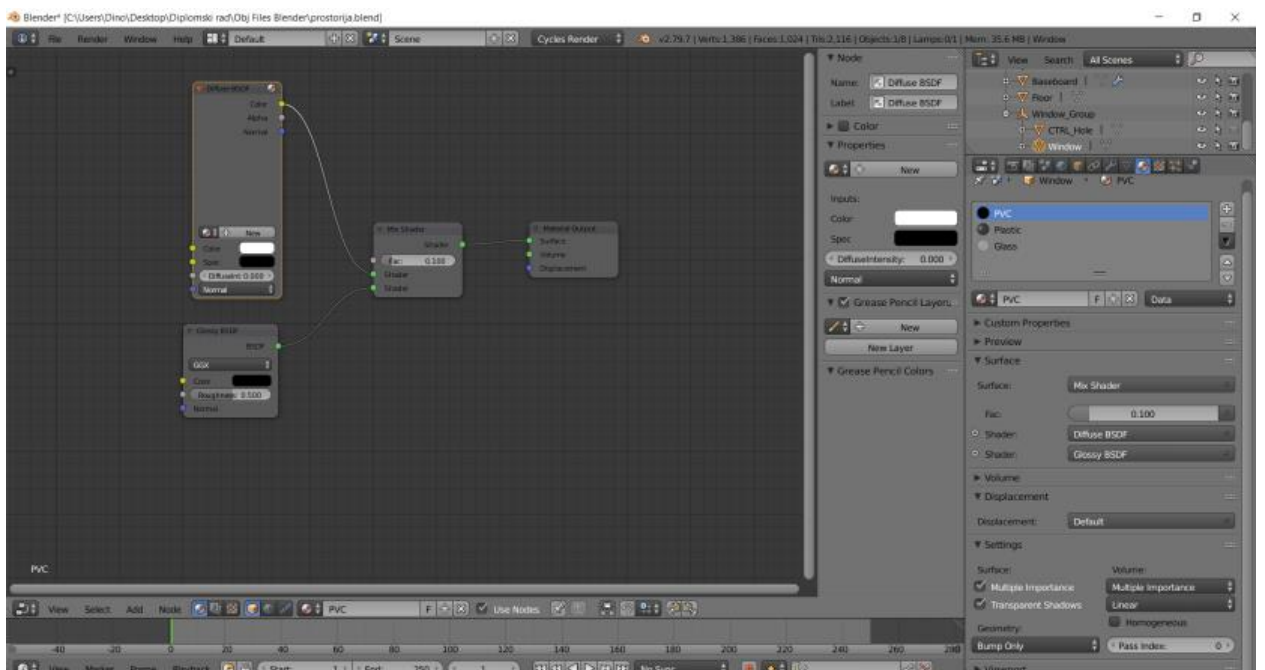 Blender* [C:\Users\Dino\Desktop\Diplomski rad\Obj Files Blender\prostorija.blend]
File Render Window Help Default Scene Cycles Render v2.79.7 | Verts:1,386 | Faces:1,024 | Tris:2,116 | Objects:1/8 | Lamps:0/1 | Mem: 35.6 MB | Window
Diffuse BSDF
Color
Alpha
Normal
New
Color
Spec
DiffuseInt: 0.000
Normal
Glossy BSDF
BSDF
GGX
Color
Roughness: 0.500
Normal
Mix Shader
Shader
Fac: 0.100
Shader
Shader
Material Output
Surface
Volume
Displacement
PVC
Node
Name: Diffuse BSDF
Label: Diffuse BSDF
Color
Properties
New
Inputs:
Color
Spec
DiffuseIntensity: 0.000
Normal
Grease Pencil Layers
New
New Layer
Grease Pencil Colors
View Search All Scenes
Baseboard
Floor
Window_Group
CTRL_Hole
Window
Window PVC
PVC
Plastic
Glass
PVC F Data
Custom Properties
Preview
Surface
Surface: Mix Shader
Fac: 0.100
Shader: Diffuse BSDF
Shader: Glossy BSDF
Volume
Displacement
Displacement: Default
Settings
Surface: Volume:
Multiple Importance Multiple Importance
Transparent Shadows Linear
Geometry: Homogeneous
Bump Only Pass Index: 0
Viewport
View Select Add Node PVC F Use Nodes
-40 -20 0 20 40 60 80 100 120 140 160 180 200 220 240 260 280
View Marker Frame Playback Start: 1 End: 250 1 No Sync